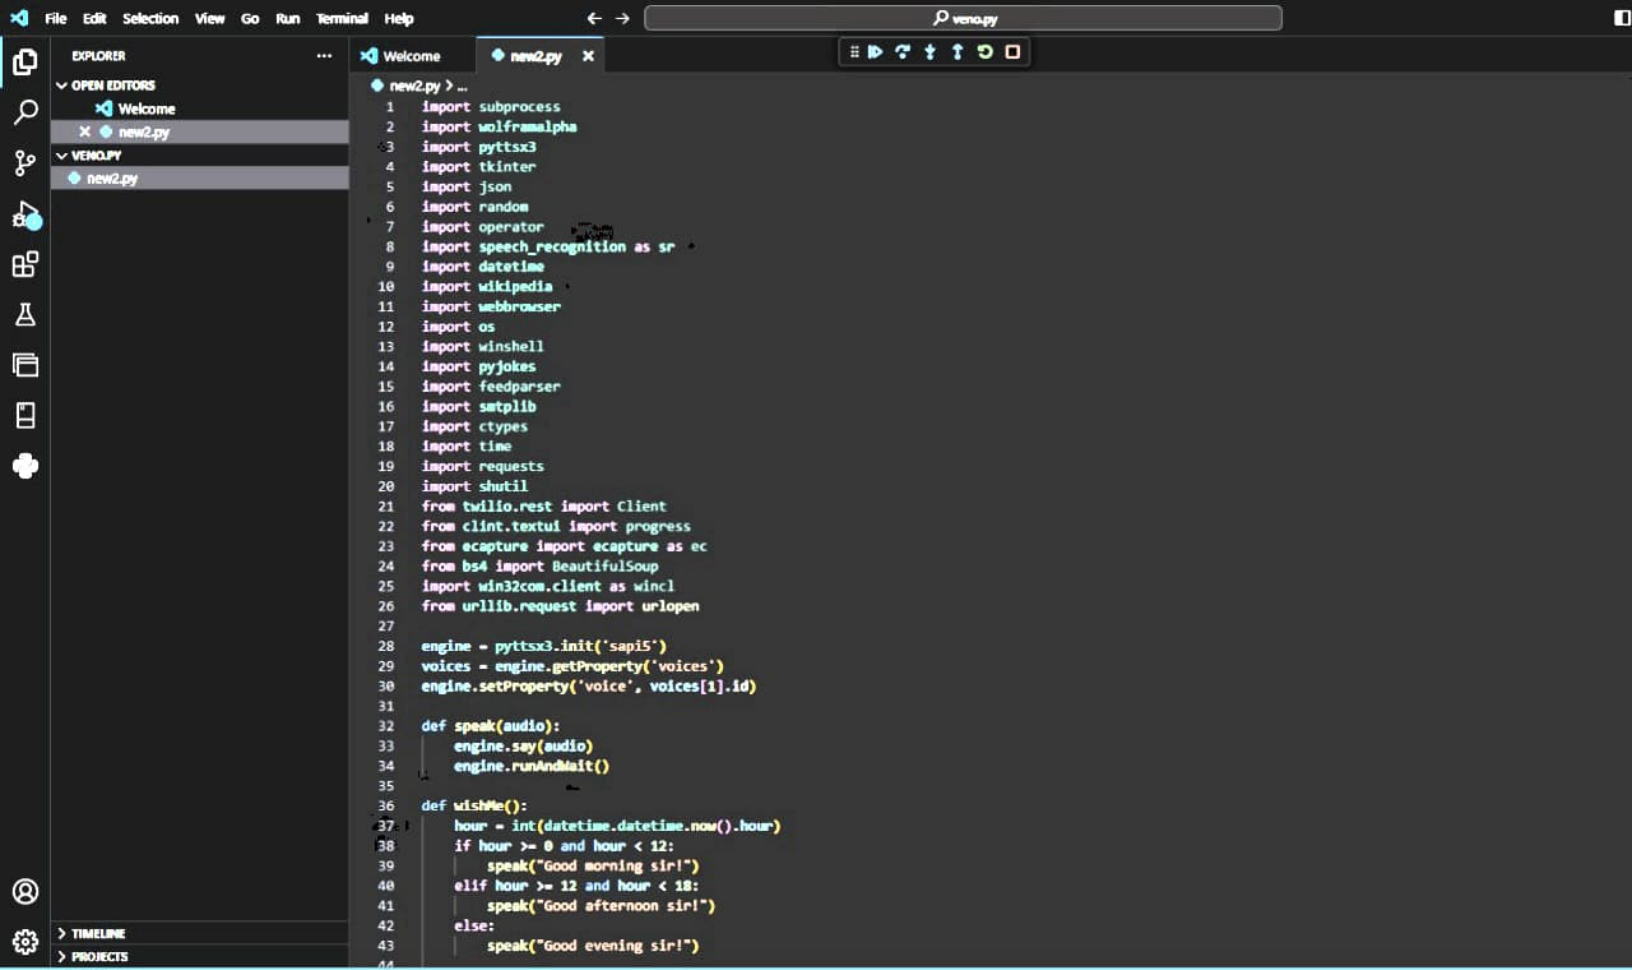 File Edit Selection View Go Run Terminal Help
veno.py
EXPLORER
OPEN EDITORS
Welcome
new2.py
VENO.PY
new2.py
TIMELINE
PROJECTS
Welcome
new2.py
new2.py > ...
1 import subprocess
2 import wolframalpha
3 import pyttsx3
4 import tkinter
5 import json
6 import random
7 import operator
8 import speech_recognition as sr
9 import datetime
10 import wikipedia
11 import webbrowser
12 import os
13 import winshell
14 import pyjokes
15 import feedparser
16 import smtplib
17 import ctypes
18 import time
19 import requests
20 import shutil
21 from twilio.rest import Client
22 from clint.textui import progress
23 from ecapture import ecapture as ec
24 from bs4 import BeautifulSoup
25 import win32com.client as wincl
26 from urllib.request import urlopen
27
28 engine = pyttsx3.init('sapi5')
29 voices = engine.getProperty('voices')
30 engine.setProperty('voice', voices[1].id)
31
32 def speak(audio):
33 engine.say(audio)
34 engine.runAndWait()
35
36 def wishMe():
37 hour = int(datetime.datetime.now().hour)
38 if hour >= 0 and hour < 12:
39 speak("Good morning sir!")
40 elif hour >= 12 and hour < 18:
41 speak("Good afternoon sir!")
42 else:
43 speak("Good evening sir!")
44